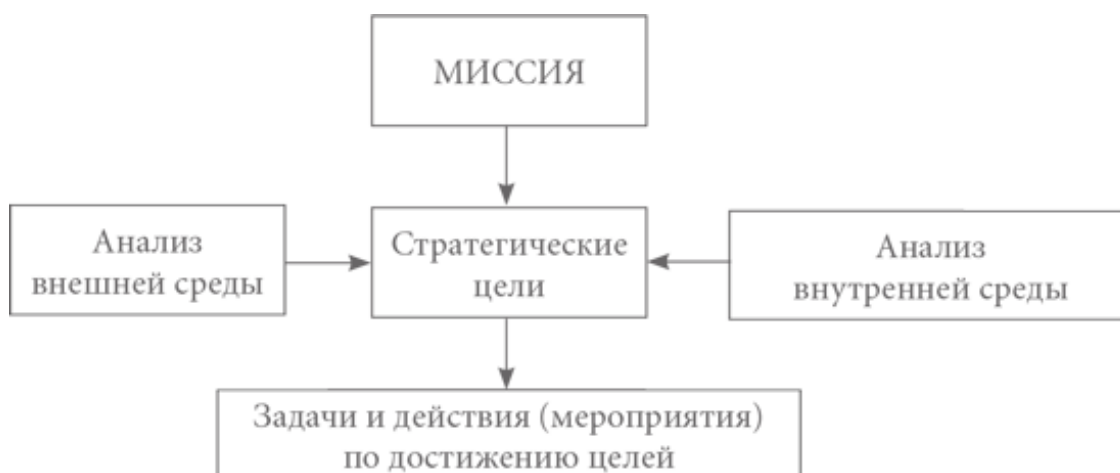 МИССИЯ
Анализ
внешней среды
Стратегические
цели
Анализ
внутренней среды
Задачи и действия (мероприятия)
по достижению целей